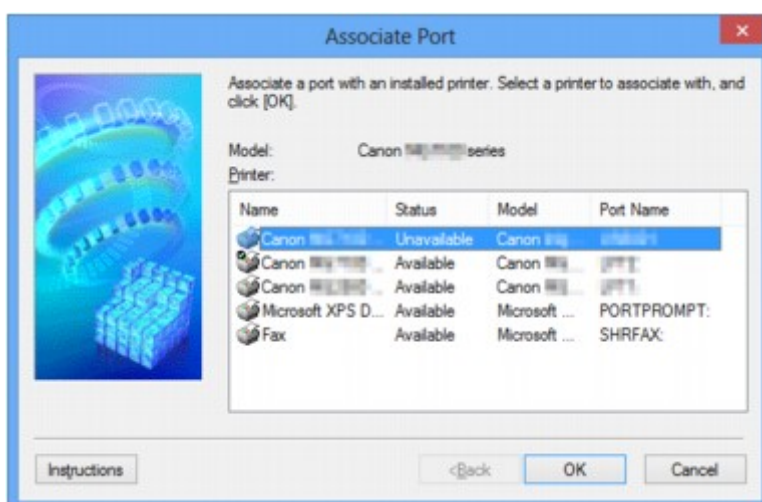 Associate Port
Associate a port with an installed printer. Select a printer to associate with, and
click [OK].
Model: Canon series
Printer:
Name Status Model Port Name
Canon ... Unavailable Canon
Canon ... Available Canon
Canon ... Available Canon
Microsoft XPS D... Available Microsoft ... PORTPROMPT:
Fax Available Microsoft ... SHRFAX:
Instructions <Back OK Cancel